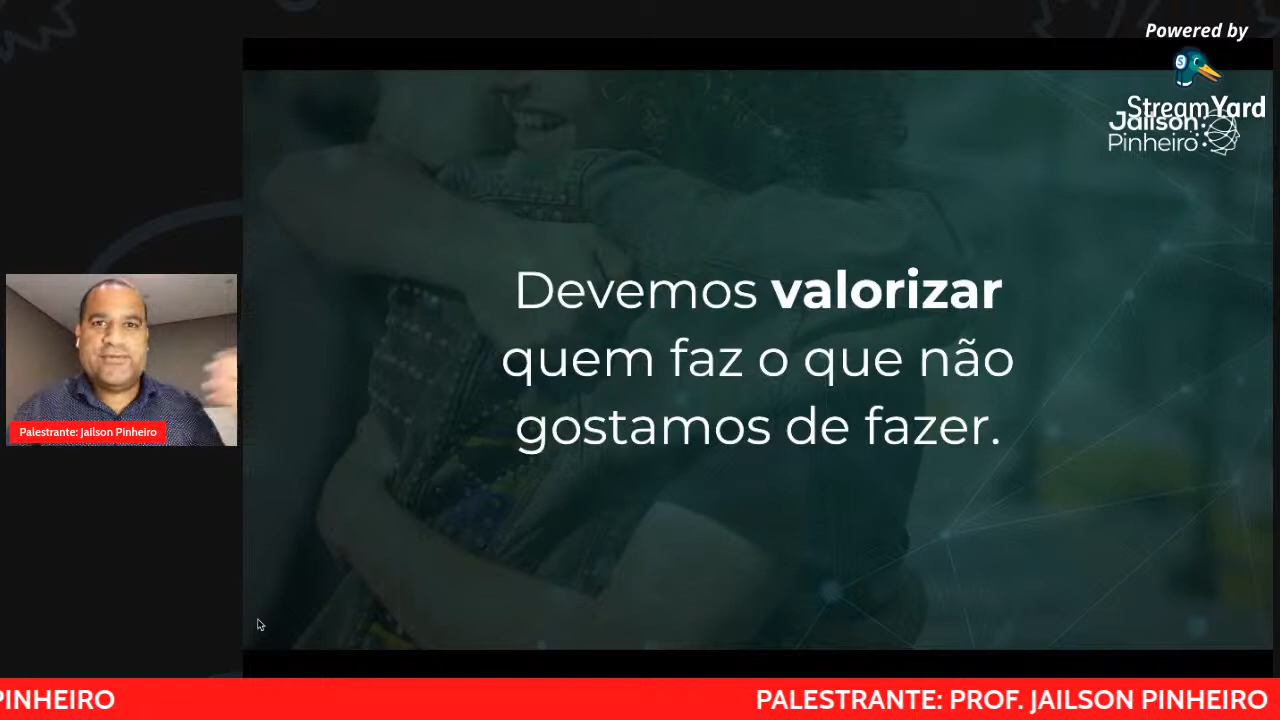 Powered by
StreamYard
Jailson
Pinheiro
Devemos valorizar
quem faz o que não
gostamos de fazer.
Palestrante: Jailson Pinheiro
PINHEIRO
PALESTRANTE: PROF. JAILSON PINHEIRO